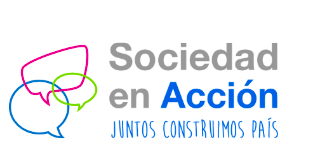 Sociedad
en Acción
JUNTOS CONSTRUIMOS PAÍS